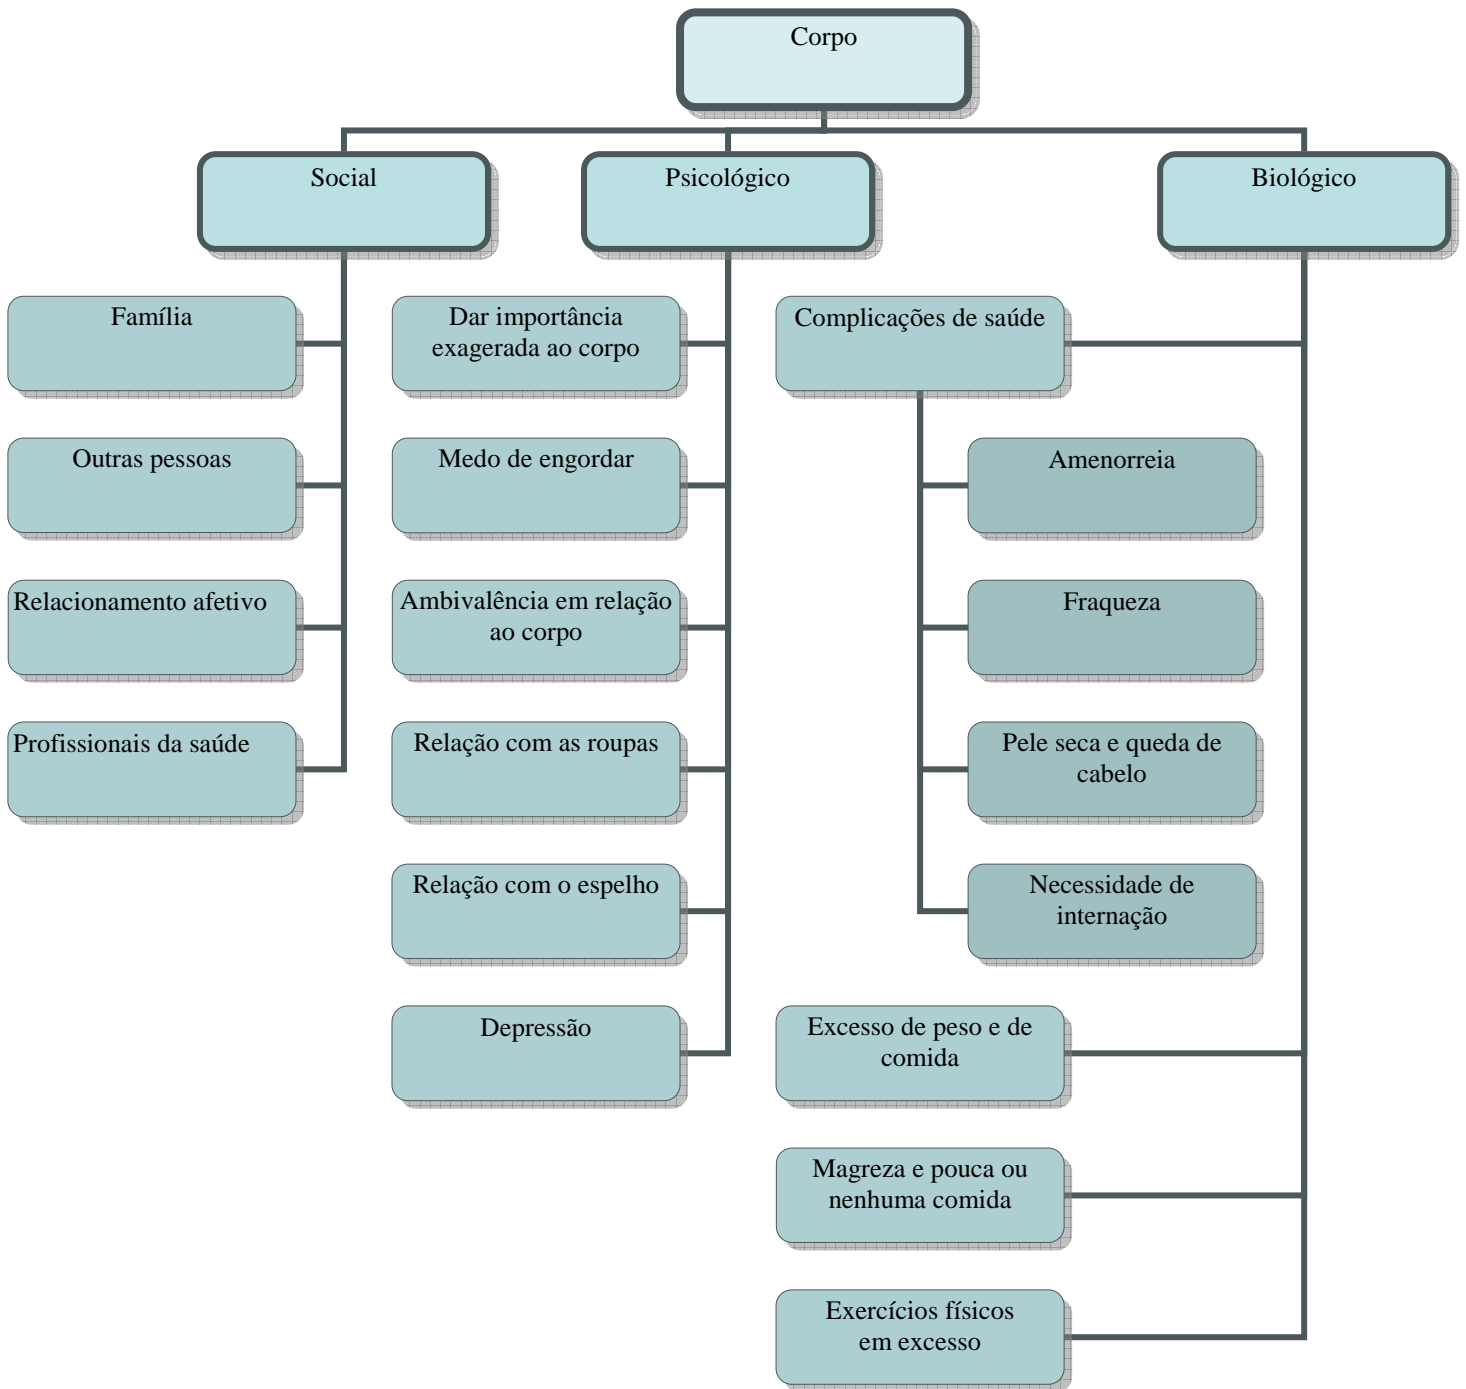 Corpo
Social
Psicológico
Biológico
Família
Outras pessoas
Relacionamento afetivo
Profissionais da saúde
Dar importância
exagerada ao corpo
Medo de engordar
Ambivalência em relação
ao corpo
Relação com as roupas
Relação com o espelho
Depressão
Complicações de saúde
Amenorreia
Fraqueza
Pele seca e queda de
cabelo
Necessidade de
internação
Excesso de peso e de
comida
Magreza e pouca ou
nenhuma comida
Exercícios físicos
em excesso